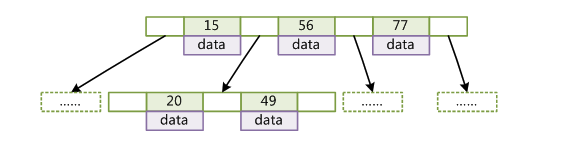 15 56 77
data data data
...... 20 49 ...... ......
data data